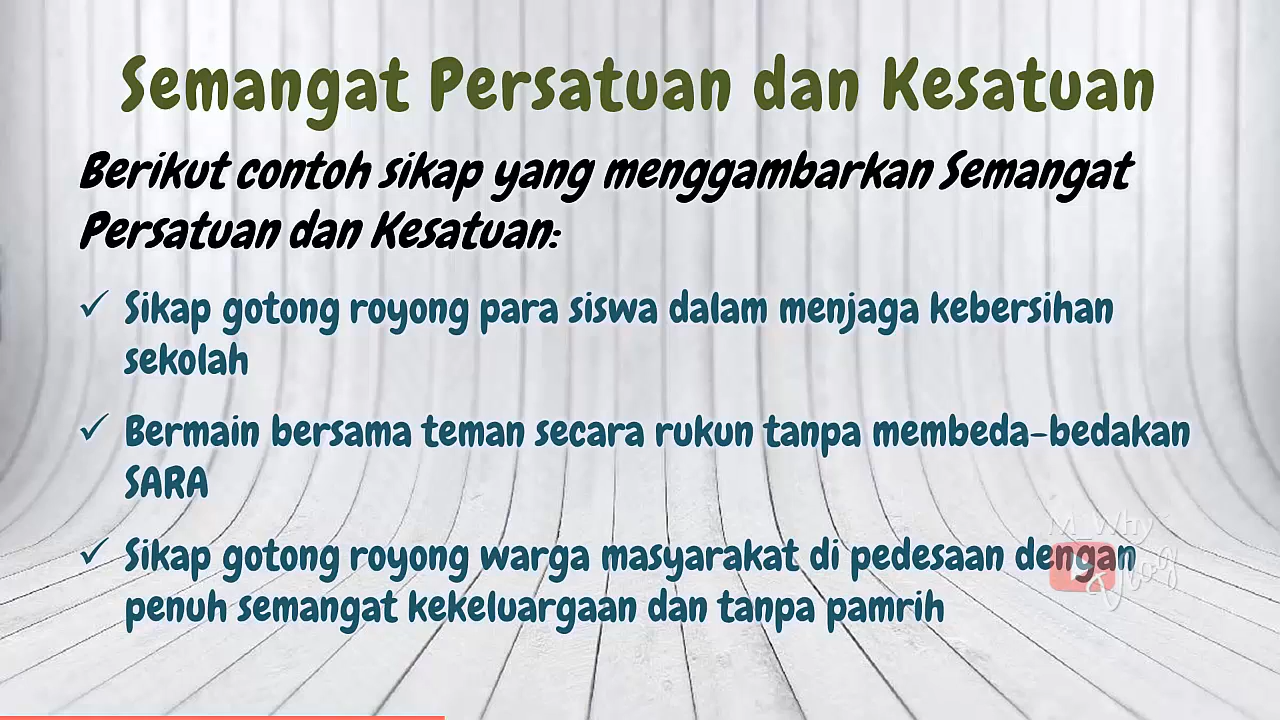 Semangat Persatuan dan Kesatuan
Berikut contoh sikap yang menggambarkan Semangat
Persatuan dan Kesatuan:
✓ Sikap gotong royong para siswa dalam menjaga kebersihan
sekolah
✓ Bermain bersama teman secara rukun tanpa membeda-bedakan
SARA
✓ Sikap gotong royong warga masyarakat di pedesaan dengan
penuh semangat kekeluargaan dan tanpa pamrih
Vlog